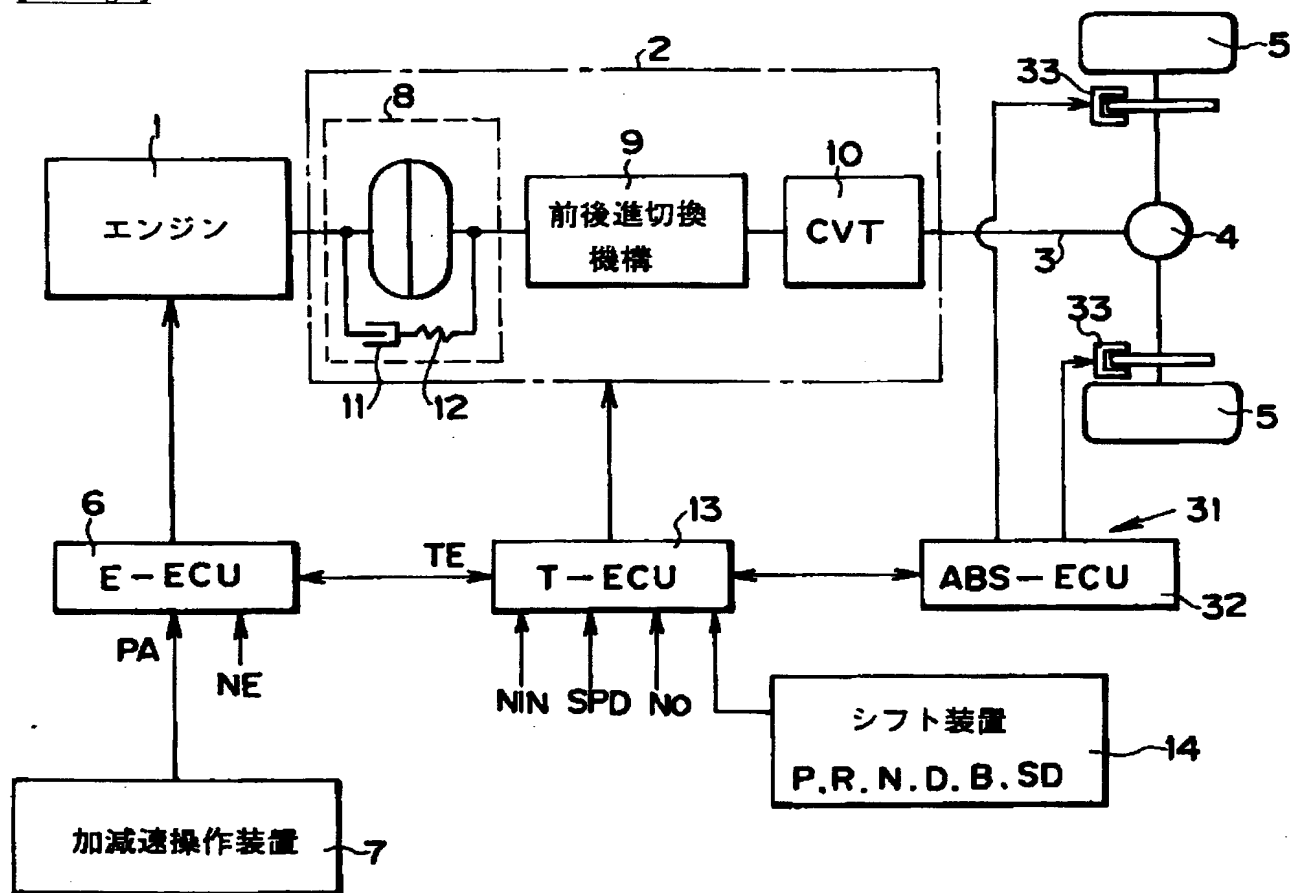 2
5
33
8
1
9
10
エンジン
前後進切換
機構
CVT
3
4
33
11
12
5
6
13
31
E-ECU
TE
T-ECU
ABS-ECU
32
PA
NE
NIN
SPD
NO
シフト装置
P.R.N.D.B.SD
14
加減速操作装置
7